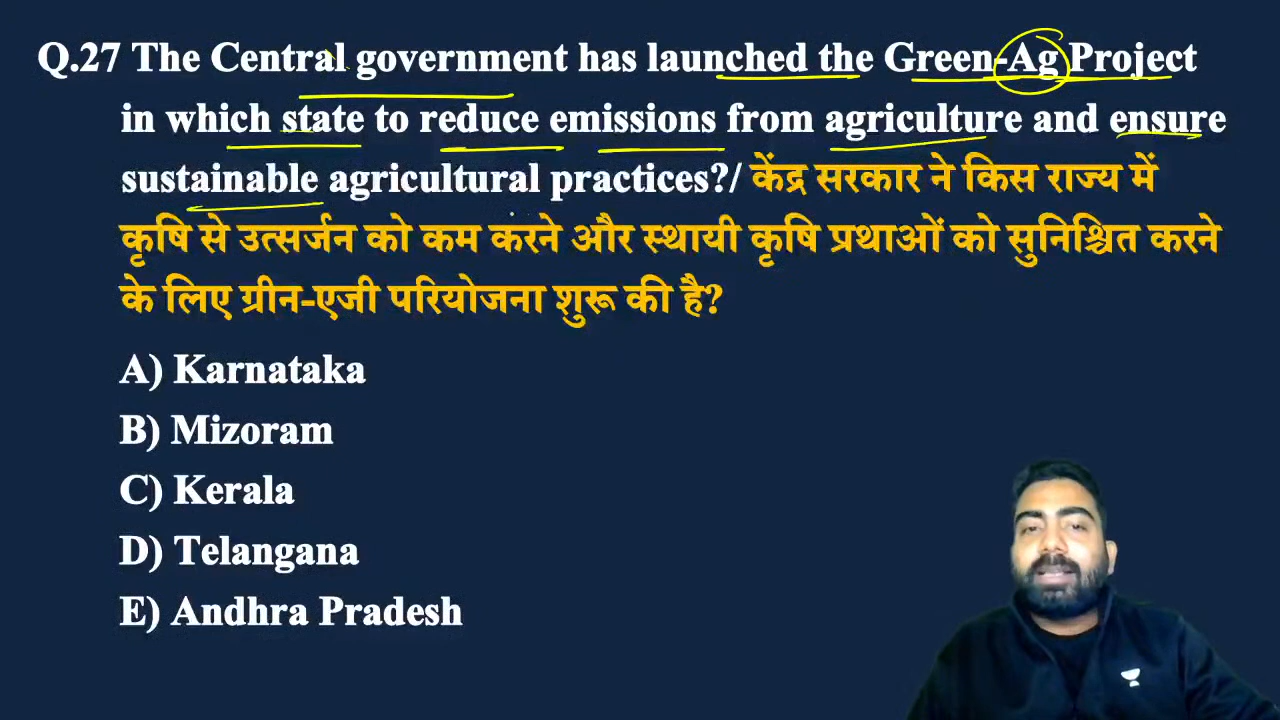 Q.27 The Central government has launched the Green-Ag Project
in which state to reduce emissions from agriculture and ensure
sustainable agricultural practices?/ केंद्र सरकार ने किस राज्य में
कृषि से उत्सर्जन को कम करने और स्थायी कृषि प्रथाओं को सुनिश्चित करने
के लिए ग्रीन-एजी परियोजना शुरू की है?
A) Karnataka
B) Mizoram
C) Kerala
D) Telangana
E) Andhra Pradesh